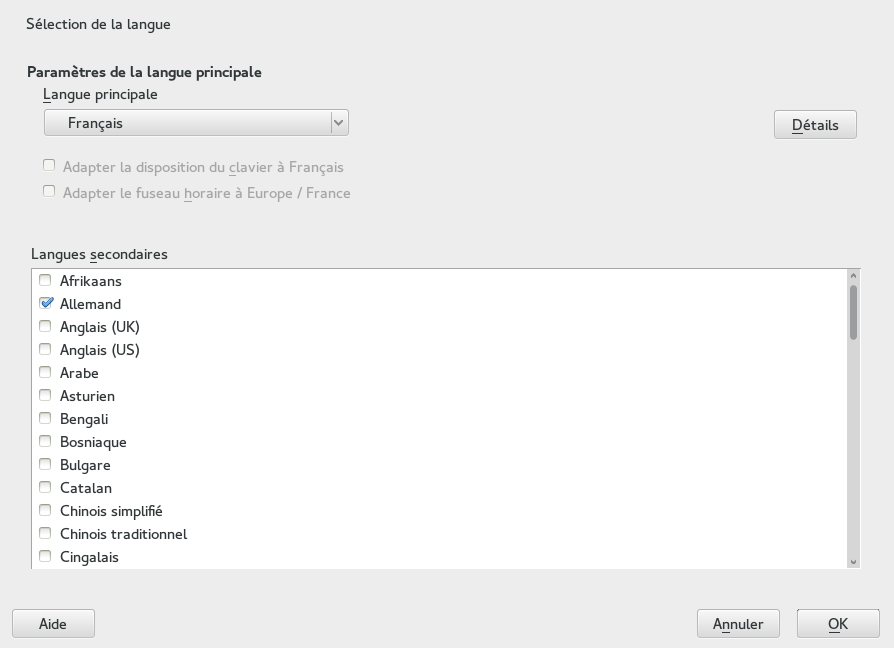 Sélection de la langue
Paramètres de la langue principale
Langue principale
Français
Détails
Adapter la disposition du clavier à Français
Adapter le fuseau horaire à Europe / France
Langues secondaires
Afrikaans
Allemand
Anglais (UK)
Anglais (US)
Arabe
Asturien
Bengali
Bosniaque
Bulgare
Catalan
Chinois simplifié
Chinois traditionnel
Cingalais
Aide
Annuler
OK